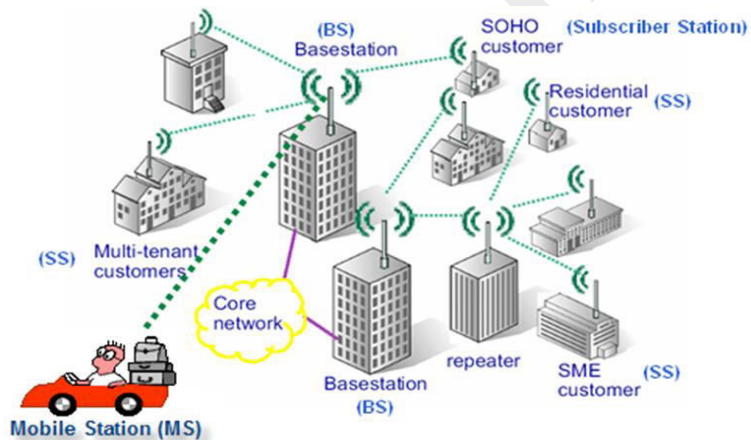 (BS)
Basestation
SOHO (Subscriber Station)
customer
Residential
customer (SS)
(SS) Multi-tenant
customers
Core
network
Basestation
(BS)
repeater
SME
customer (SS)
Mobile Station (MS)